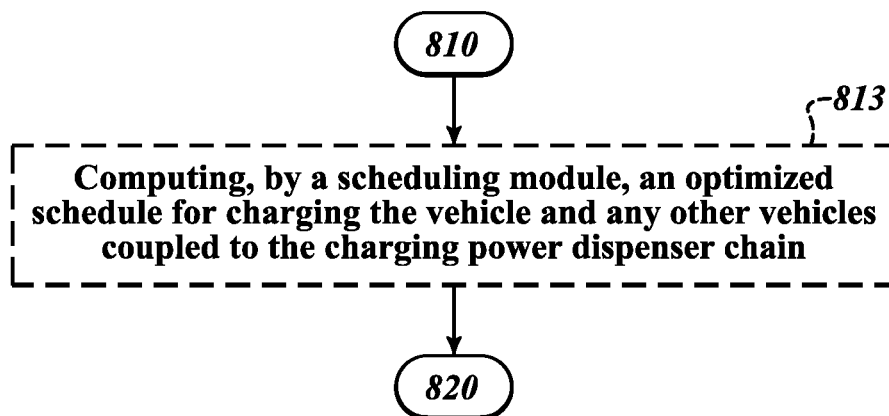 810
813
Computing, by a scheduling module, an optimized
schedule for charging the vehicle and any other vehicles
coupled to the charging power dispenser chain
820